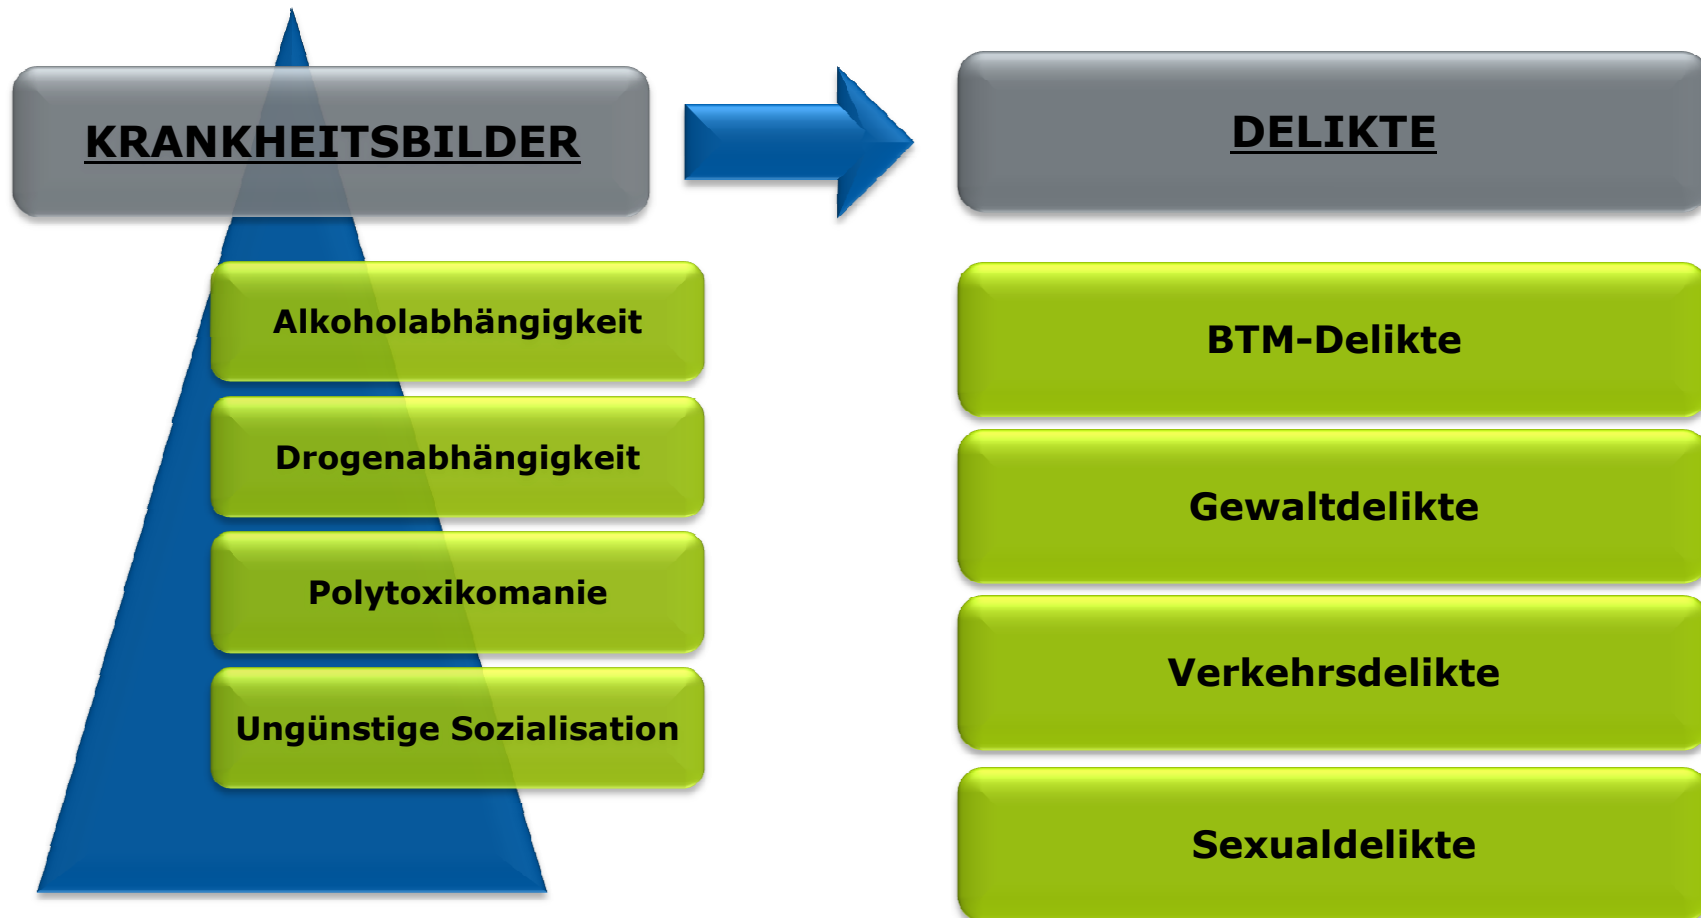 KRANKHEITSBILDER
Alkoholabhängigkeit
Drogenabhängigkeit
Polytoxikomanie
Ungünstige Sozialisation
DELIKTE
BTM-Delikte
Gewaltdelikte
Verkehrsdelikte
Sexualdelikte